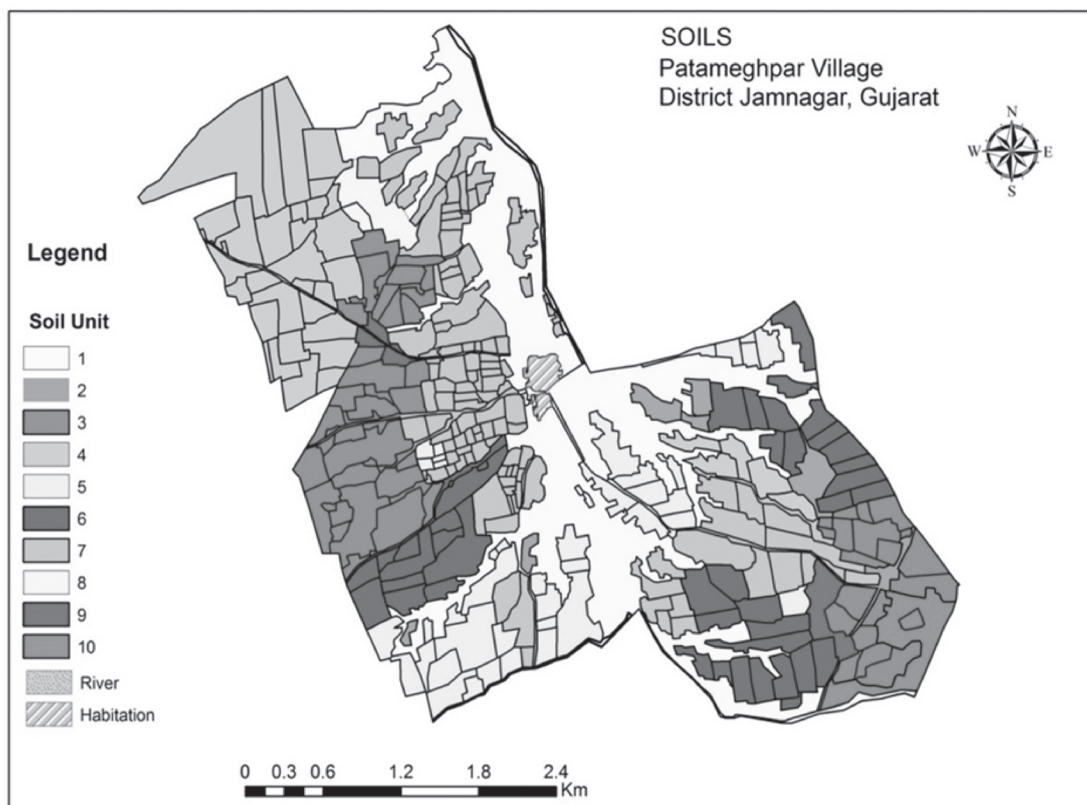 SOILS
Patameghpar Village
District Jamnagar, Gujarat
N
W E
S
Legend
Soil Unit
1
2
3
4
5
6
7
8
9
10
River
Habitation
0 0.3 0.6 1.2 1.8 2.4
Km